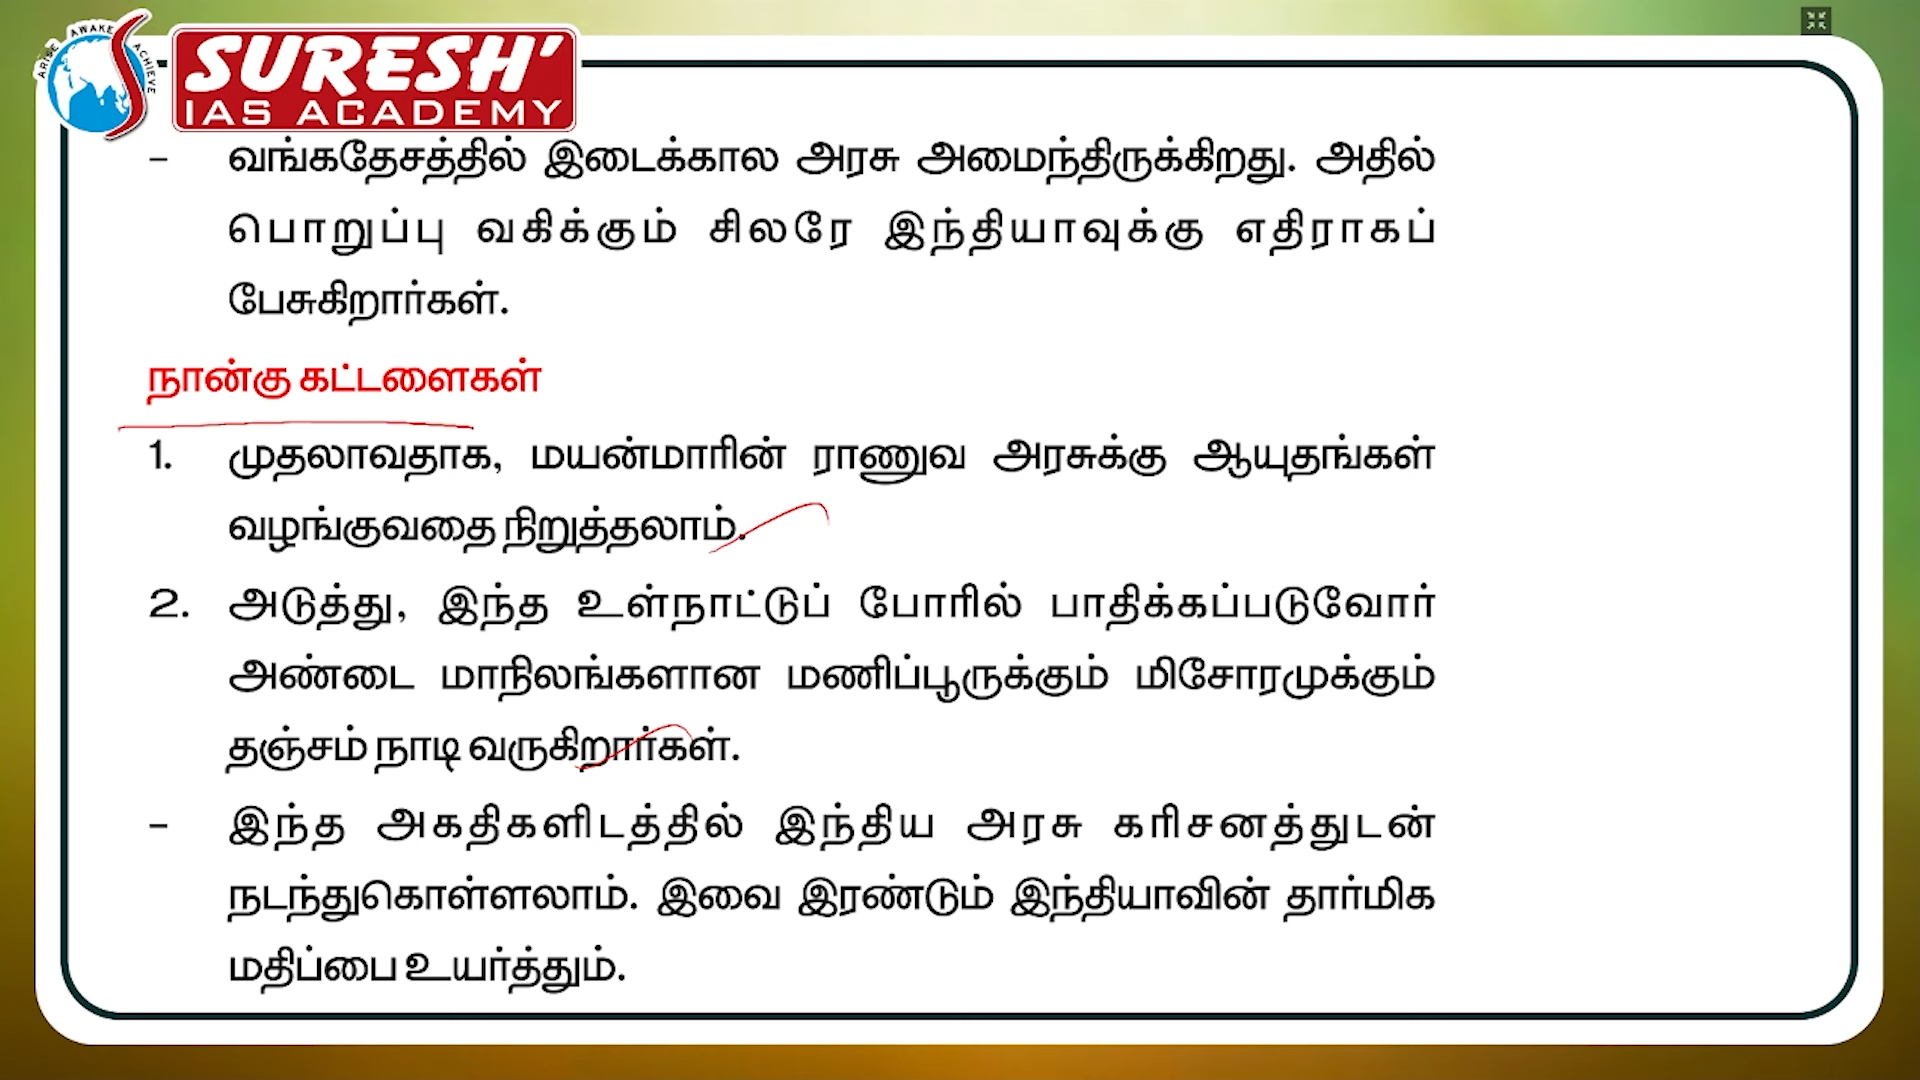 ARISE AWAKE ACHIEVE
SURESH'
IAS ACADEMY
– வங்கதேசத்தில் இடைக்கால அரசு அமைந்திருக்கிறது. அதில்
பொறுப்பு வகிக்கும் சிலரே இந்தியாவுக்கு எதிராகப்
பேசுகிறார்கள்.
நான்கு கட்டளைகள்
1. முதலாவதாக, மயன்மாரின் ராணுவ அரசுக்கு ஆயுதங்கள்
வழங்குவதை நிறுத்தலாம்.
2. அடுத்து, இந்த உள்நாட்டுப் போரில் பாதிக்கப்படுவோர்
அண்டை மாநிலங்களான மணிப்பூருக்கும் மிசோரமுக்கும்
தஞ்சம் நாடி வருகிறார்கள்.
– இந்த அகதிகளிடத்தில் இந்திய அரசு கரிசனத்துடன்
நடந்துகொள்ளலாம். இவை இரண்டும் இந்தியாவின் தார்மிக
மதிப்பை உயர்த்தும்.